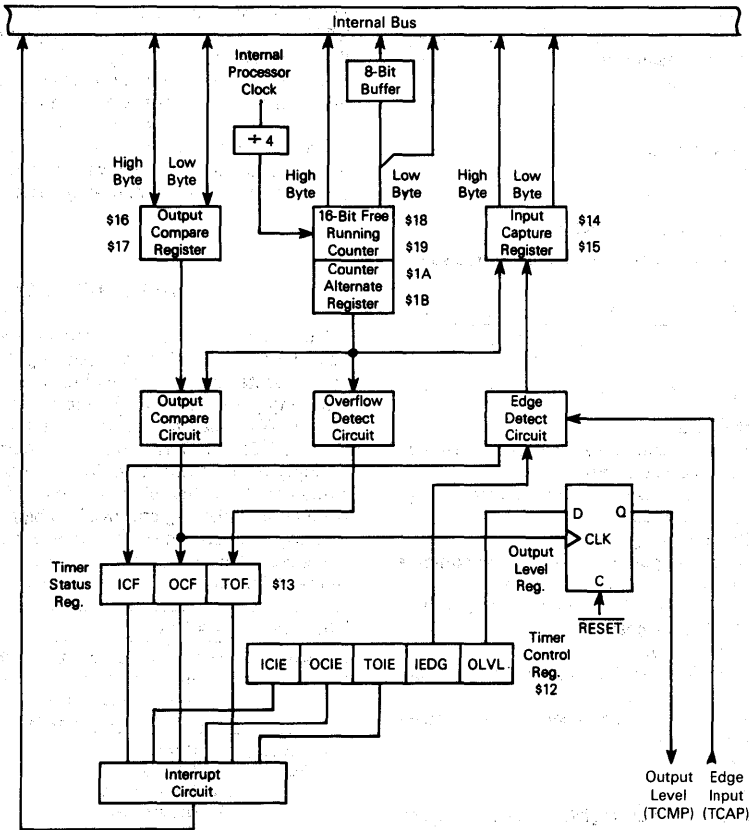 Internal Bus
Internal
Processor
Clock
8-Bit
Buffer
÷ 4
High
Byte
Low
Byte
High
Byte
Low
Byte
High
Byte
Low
Byte
$16
$17
Output
Compare
Register
16-Bit Free
Running
Counter
$18
$19
Counter
Alternate
Register
$1A
$1B
Input
Capture
Register
$14
$15
Output
Compare
Circuit
Overflow
Detect
Circuit
Edge
Detect
Circuit
D
Q
CLK
C
Output
Level
Reg.
RESET
Timer
Status
Reg.
ICF
OCF
TOF
$13
ICIE
OCIE
TOIE
IEDG
OLVL
Timer
Control
Reg.
$12
Interrupt
Circuit
Output
Level
(TCMP)
Edge
Input
(TCAP)